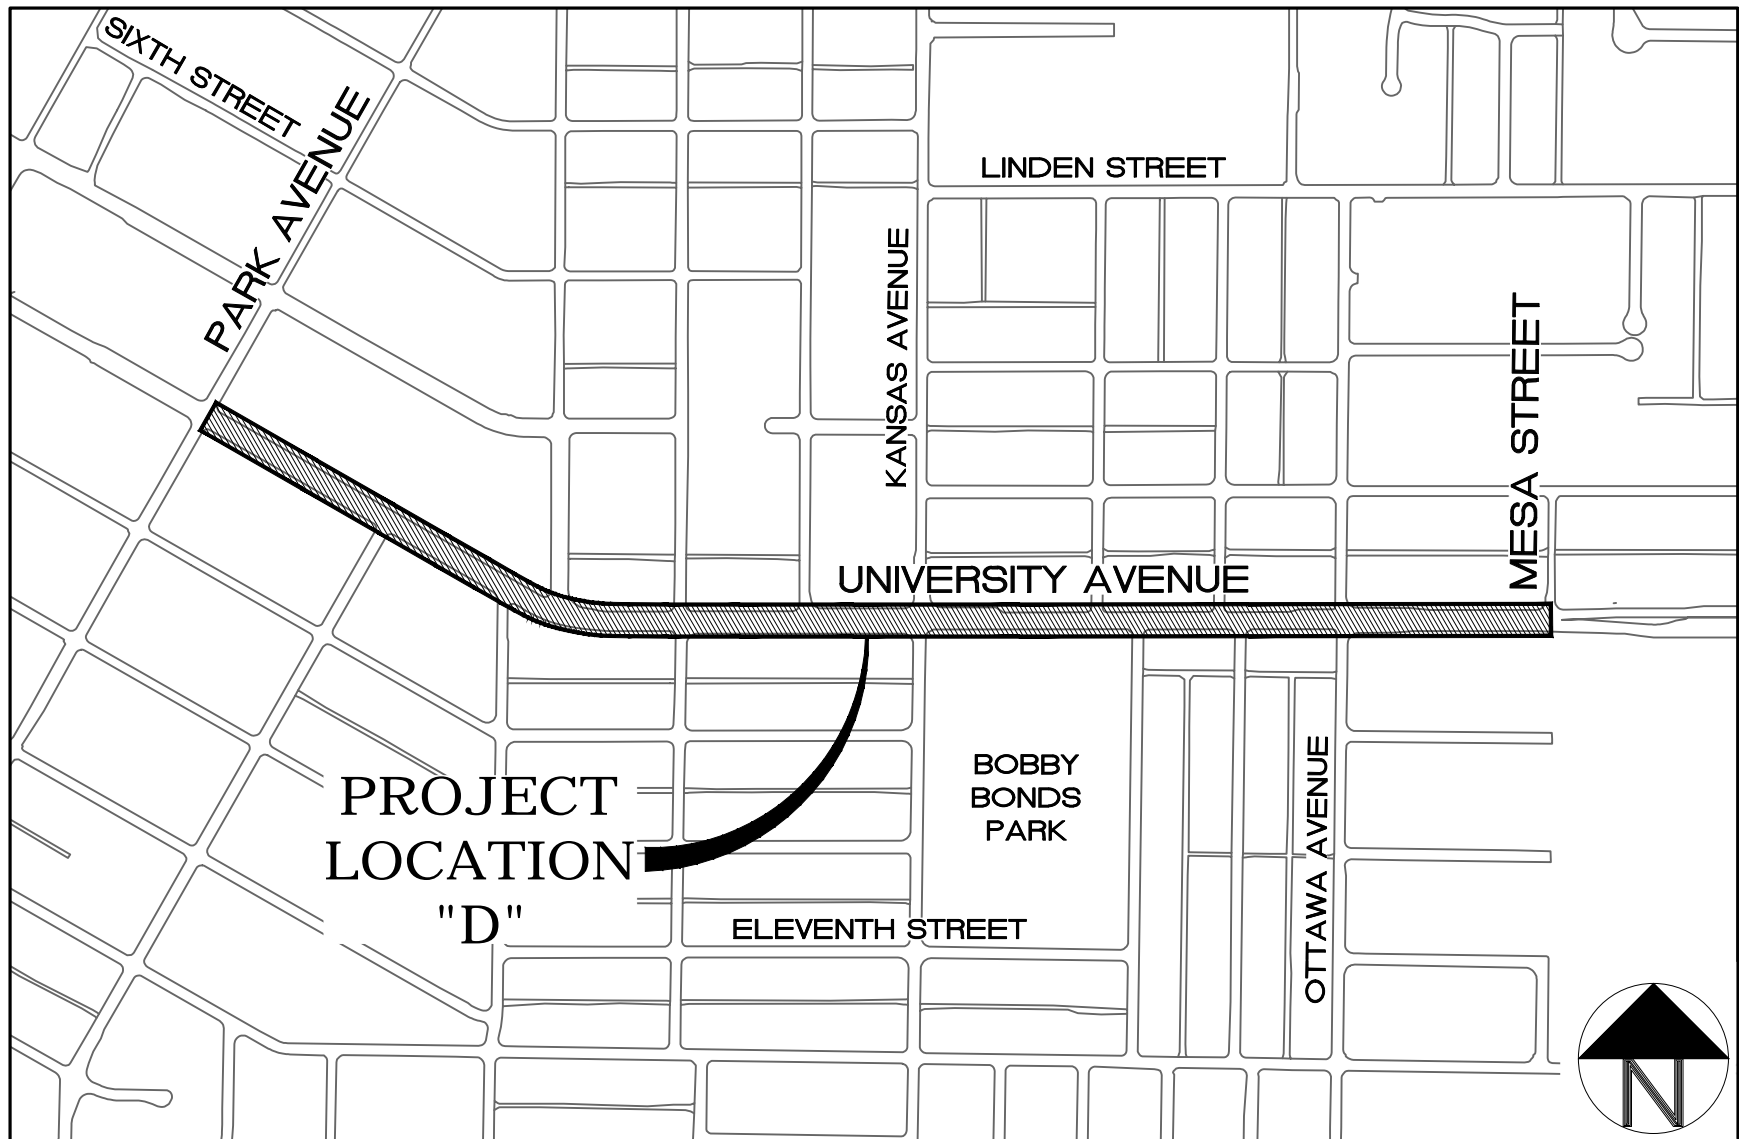 SIXTH STREET
PARK AVENUE
LINDEN STREET
KANSAS AVENUE
MESA STREET
UNIVERSITY AVENUE
PROJECT
LOCATION
"D"
BOBBY
BONDS
PARK
OTTAWA AVENUE
ELEVENTH STREET
N